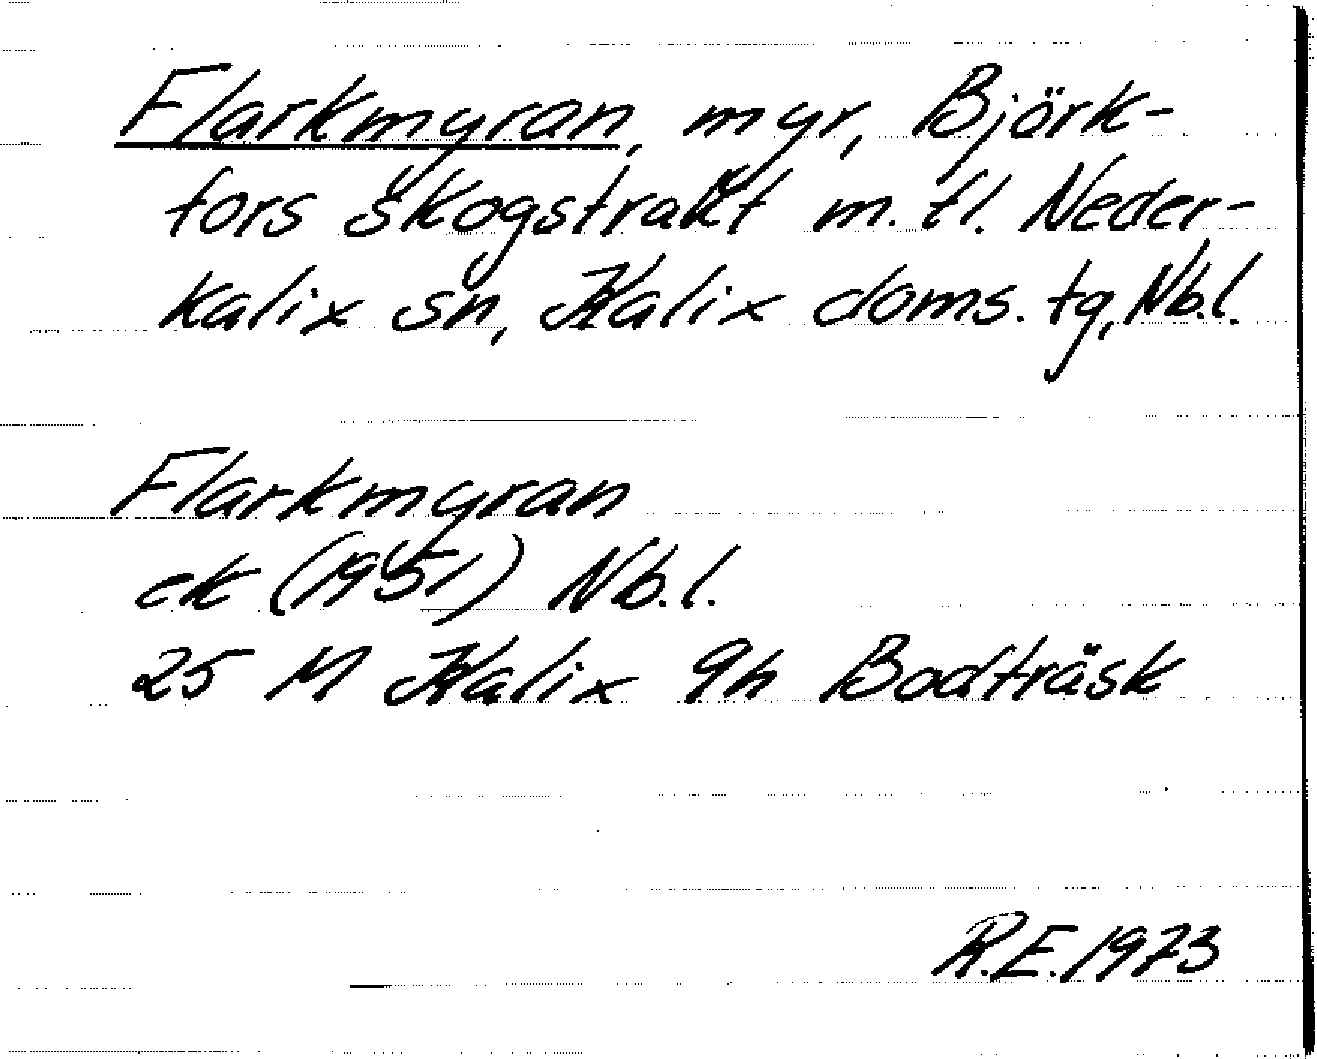 Flarkmyran, myr, Björk-
fors skogstrakt m. fl. Neder-
kalix sn, Kalix doms. tg, Nb.l.
Flarkmyran
ek (1951) Nb.l.
25 M Kalix 9h Bodträsk
R.E. 1973